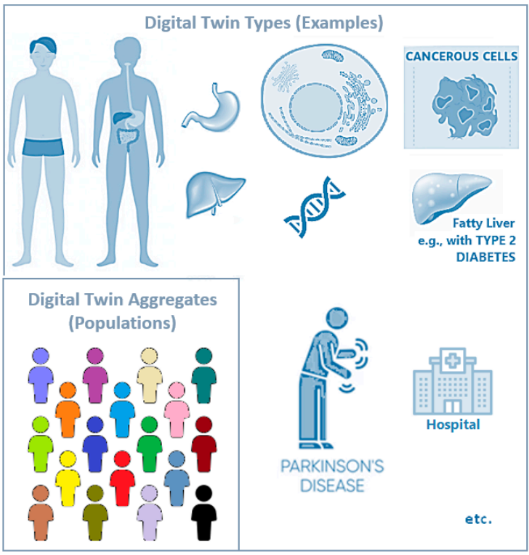 Digital Twin Types (Examples)
CANCEROUS CELLS
Fatty Liver
e.g., with TYPE 2
DIABETES
Digital Twin Aggregates
(Populations)
PARKINSON'S
DISEASE
Hospital
etc.